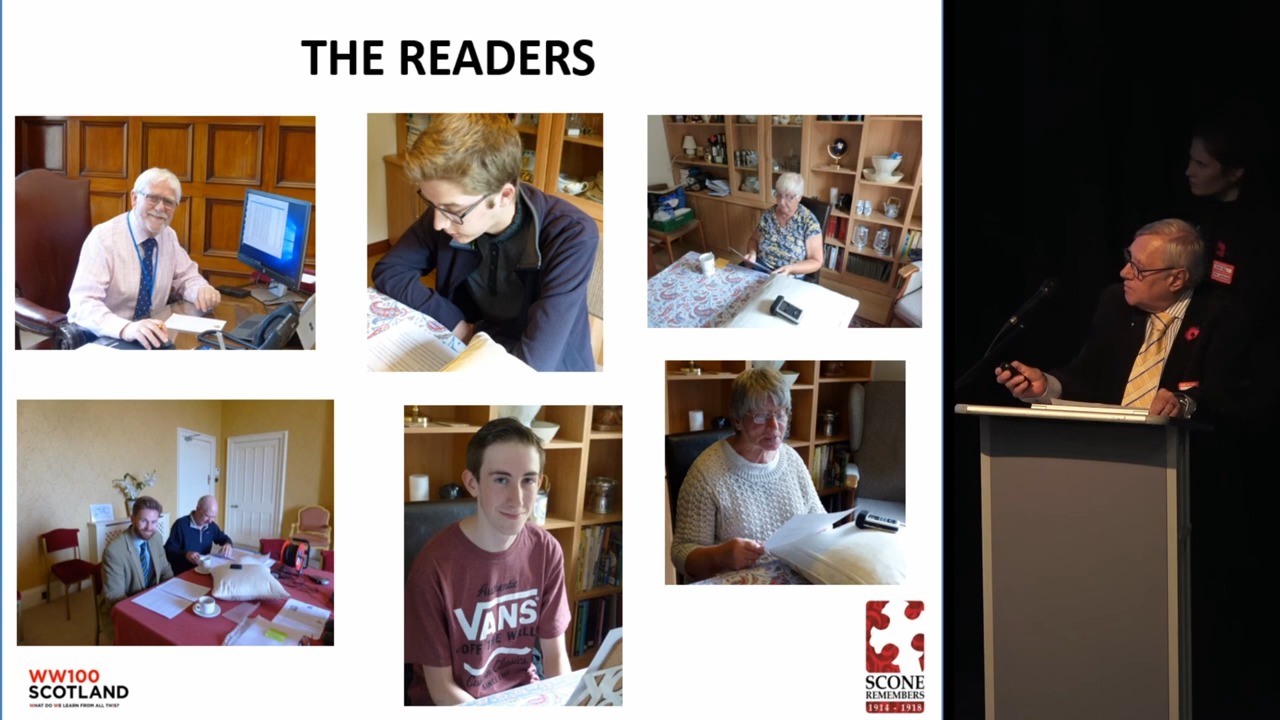 THE READERS
Authentic
VANS
"OFF THE WALL"
Classics
WW100
SCOTLAND
WHAT DO WE LEARN FROM ALL THIS?
SCONE
REMEMBERS
1914 - 1918